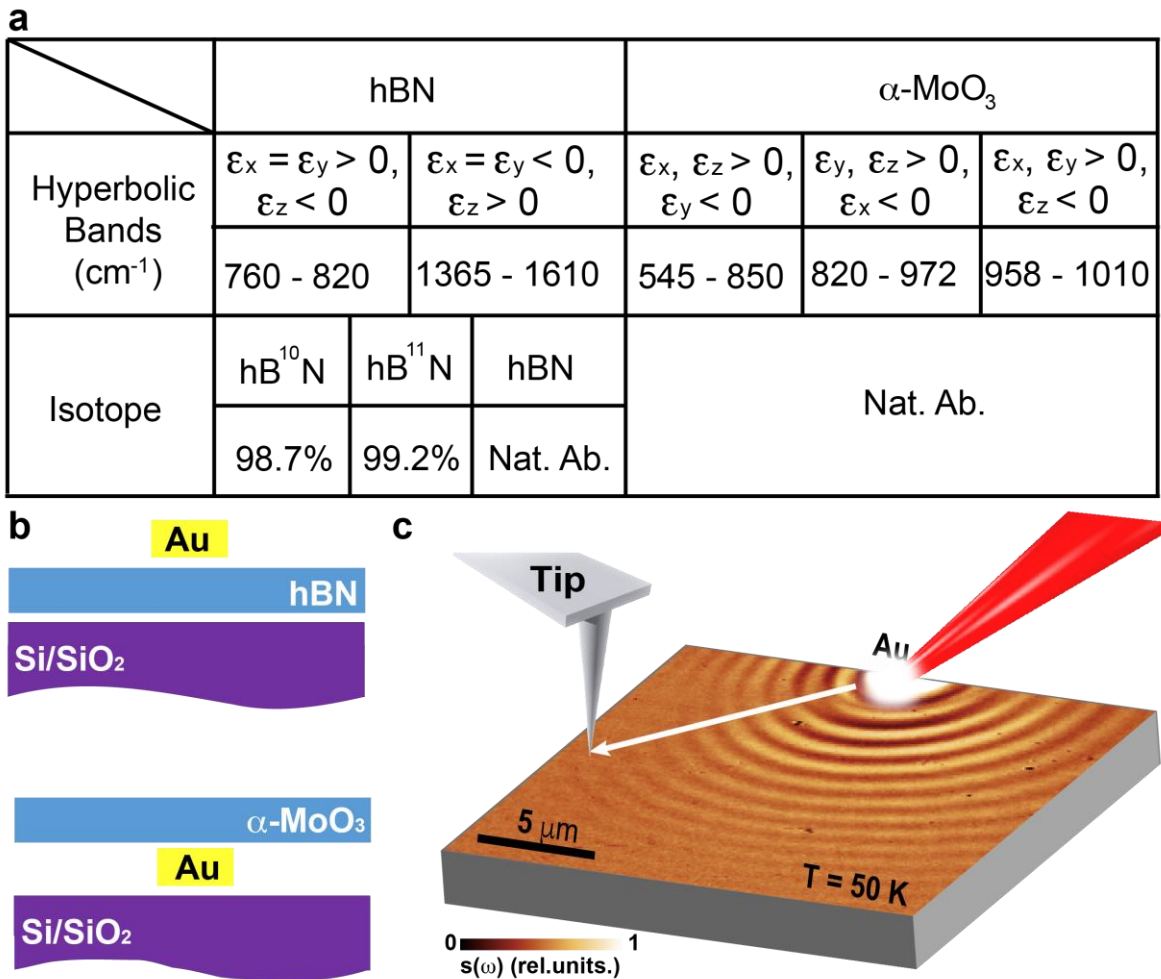 a
hBN
α-MoO₃
Hyperbolic
Bands
(cm⁻¹)
εx = εy > 0,
εz < 0
εx = εy < 0,
εz > 0
εx, εz > 0,
εy < 0
εy, εz > 0,
εx < 0
εx, εy > 0,
εz < 0
760 - 820
1365 - 1610
545 - 850
820 - 972
958 - 1010
Isotope
hB¹⁰N
hB¹¹N
hBN
Nat. Ab.
98.7%
99.2%
Nat. Ab.
b
Au
hBN
Si/SiO₂
α-MoO₃
Au
Si/SiO₂
c
Tip
Au
5 μm
T = 50 K
0
1
s(ω) (rel.units.)